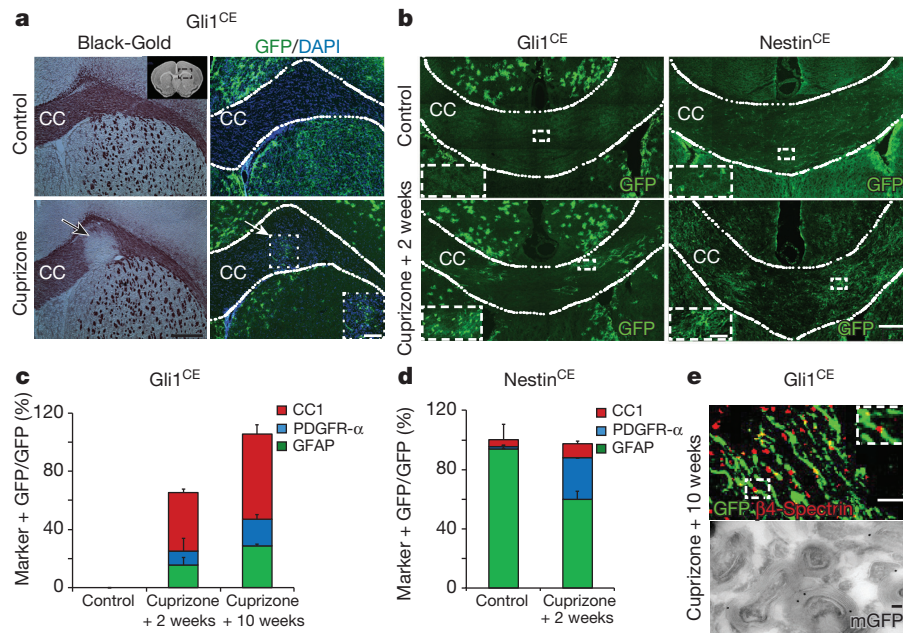 a
Gli1CE
Black-Gold
GFP/DAPI
Control
CC
CC
Cuprizone
CC
CC
b
Gli1CE
NestinCE
Control
CC
GFP
CC
GFP
Cuprizone + 2 weeks
CC
GFP
CC
GFP
c
Gli1CE
Marker + GFP/GFP (%)
120
80
40
0
CC1
PDGFR-α
GFAP
Control
Cuprizone + 2 weeks
Cuprizone + 10 weeks
d
NestinCE
Marker + GFP/GFP (%)
120
80
40
0
CC1
PDGFR-α
GFAP
Control
Cuprizone + 2 weeks
e
Gli1CE
Cuprizone + 10 weeks
GFP β4-Spectrin
mGFP